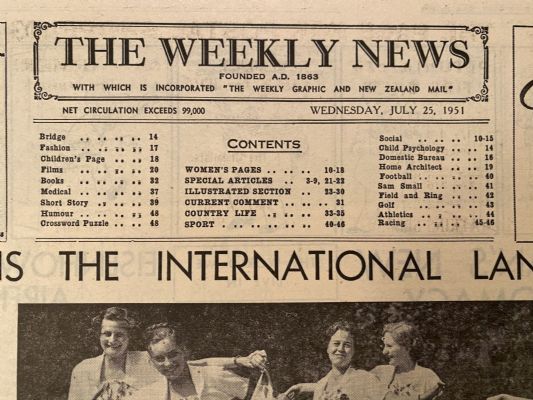 THE WEEKLY NEWS
FOUNDED A.D. 1863
WITH WHICH IS INCORPORATED "THE WEEKLY GRAPHIC AND NEW ZEALAND MAIL"
NET CIRCULATION EXCEEDS 99,000
WEDNESDAY, JULY 25, 1951
Bridge .. .. .. .. .. 14
Fashion .. .. .. .. 17
Children's Page .. .. 18
Films .. .. .. .. .. 20
Books .. .. .. .. .. 32
Medical .. .. .. .. 37
Short Story .. .. .. 39
Humour .. .. .. .. 48
Crossword Puzzle .. .. 48
CONTENTS
WOMEN'S PAGES .. .. .. 10-18
SPECIAL ARTICLES .. 3-9, 21-22
ILLUSTRATED SECTION .. 23-30
CURRENT COMMENT .. .. .. 31
COUNTRY LIFE .. .. .. 33-35
SPORT .. .. .. .. .. .. 40-46
Social .. .. .. .. 10-15
Child Psychology .. .. 14
Domestic Bureau .. .. 16
Home Architect .. .. 19
Football .. .. .. .. 40
Sam Small .. .. .. 41
Field and Ring .. .. 42
Golf .. .. .. .. .. 43
Athletics .. .. .. .. 44
Racing .. .. .. .. 45-46
IS THE INTERNATIONAL LAN